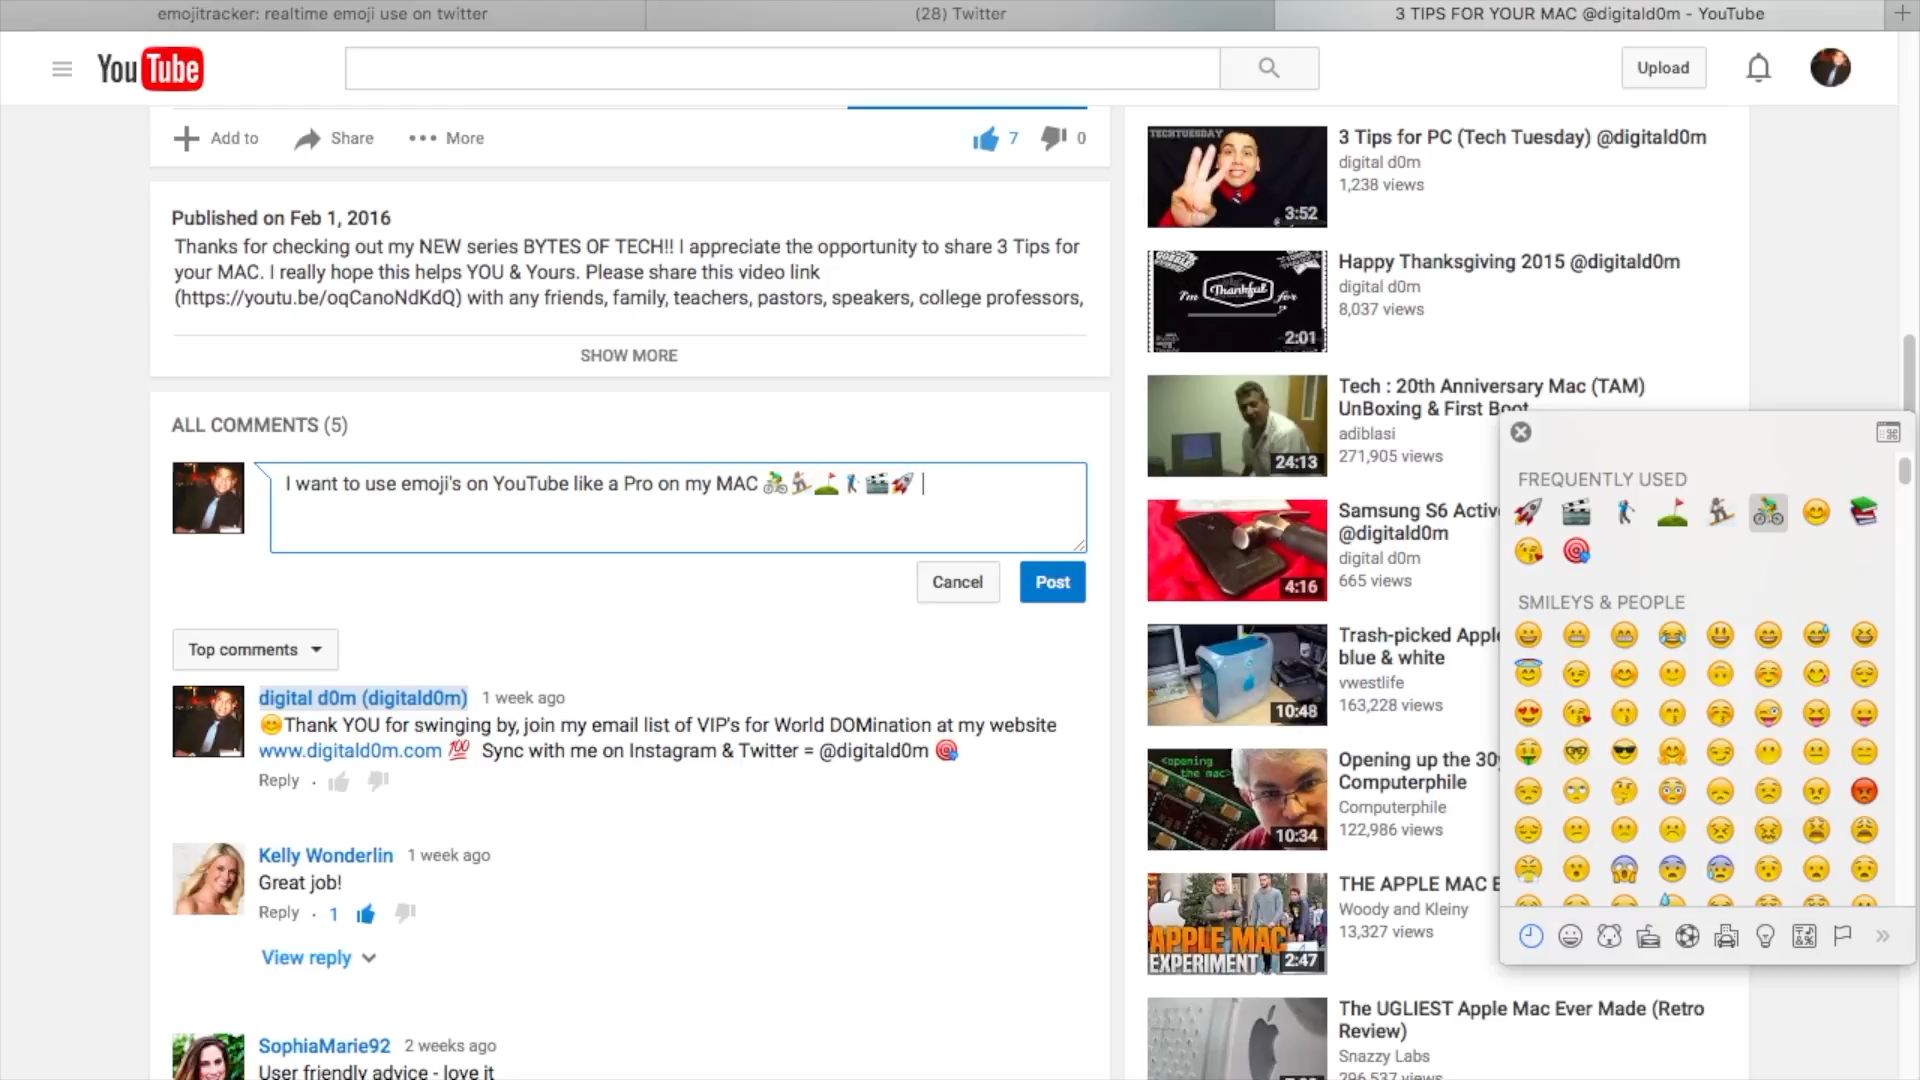 emojitracker: realtime emoji use on twitter
(28) Twitter
3 TIPS FOR YOUR MAC @digitald0m - YouTube
YouTube
Upload
Add to
Share
More
7
0
Published on Feb 1, 2016
Thanks for checking out my NEW series BYTES OF TECH!! I appreciate the opportunity to share 3 Tips for
your MAC. I really hope this helps YOU & Yours. Please share this video link
(https://youtu.be/oqCanoNdKdQ) with any friends, family, teachers, pastors, speakers, college professors,
SHOW MORE
ALL COMMENTS (5)
I want to use emoji's on YouTube like a Pro on my MAC 🚴🏂⛳🏌🎬🚀
Cancel
Post
Top comments
digital d0m (digitald0m) 1 week ago
😊Thank YOU for swinging by, join my email list of VIP's for World DOMination at my website
www.digitald0m.com 💯 Sync with me on Instagram & Twitter = @digitald0m 🎯
Reply
Kelly Wonderlin 1 week ago
Great job!
Reply · 1
View reply
SophiaMarie92 2 weeks ago
User friendly advice - love it
TECHTUESDAY
3:52
3 Tips for PC (Tech Tuesday) @digitald0m
digital d0m
1,238 views
GOBBLE
I'm Thankful for
2:01
Happy Thanksgiving 2015 @digitald0m
digital d0m
8,037 views
24:13
Tech : 20th Anniversary Mac (TAM)
UnBoxing & First Boot
adiblasi
271,905 views
4:16
Samsung S6 Activ
@digitald0m
digital d0m
665 views
10:48
Trash-picked Apple
blue & white
vwestlife
163,228 views
<opening
the mac>
10:34
Opening up the 30y
Computerphile
Computerphile
122,986 views
APPLE MAC
EXPERIMENT
2:47
THE APPLE MAC E
Woody and Kleiny
13,327 views
The UGLIEST Apple Mac Ever Made (Retro
Review)
Snazzy Labs
296,537 views
FREQUENTLY USED
SMILEYS & PEOPLE